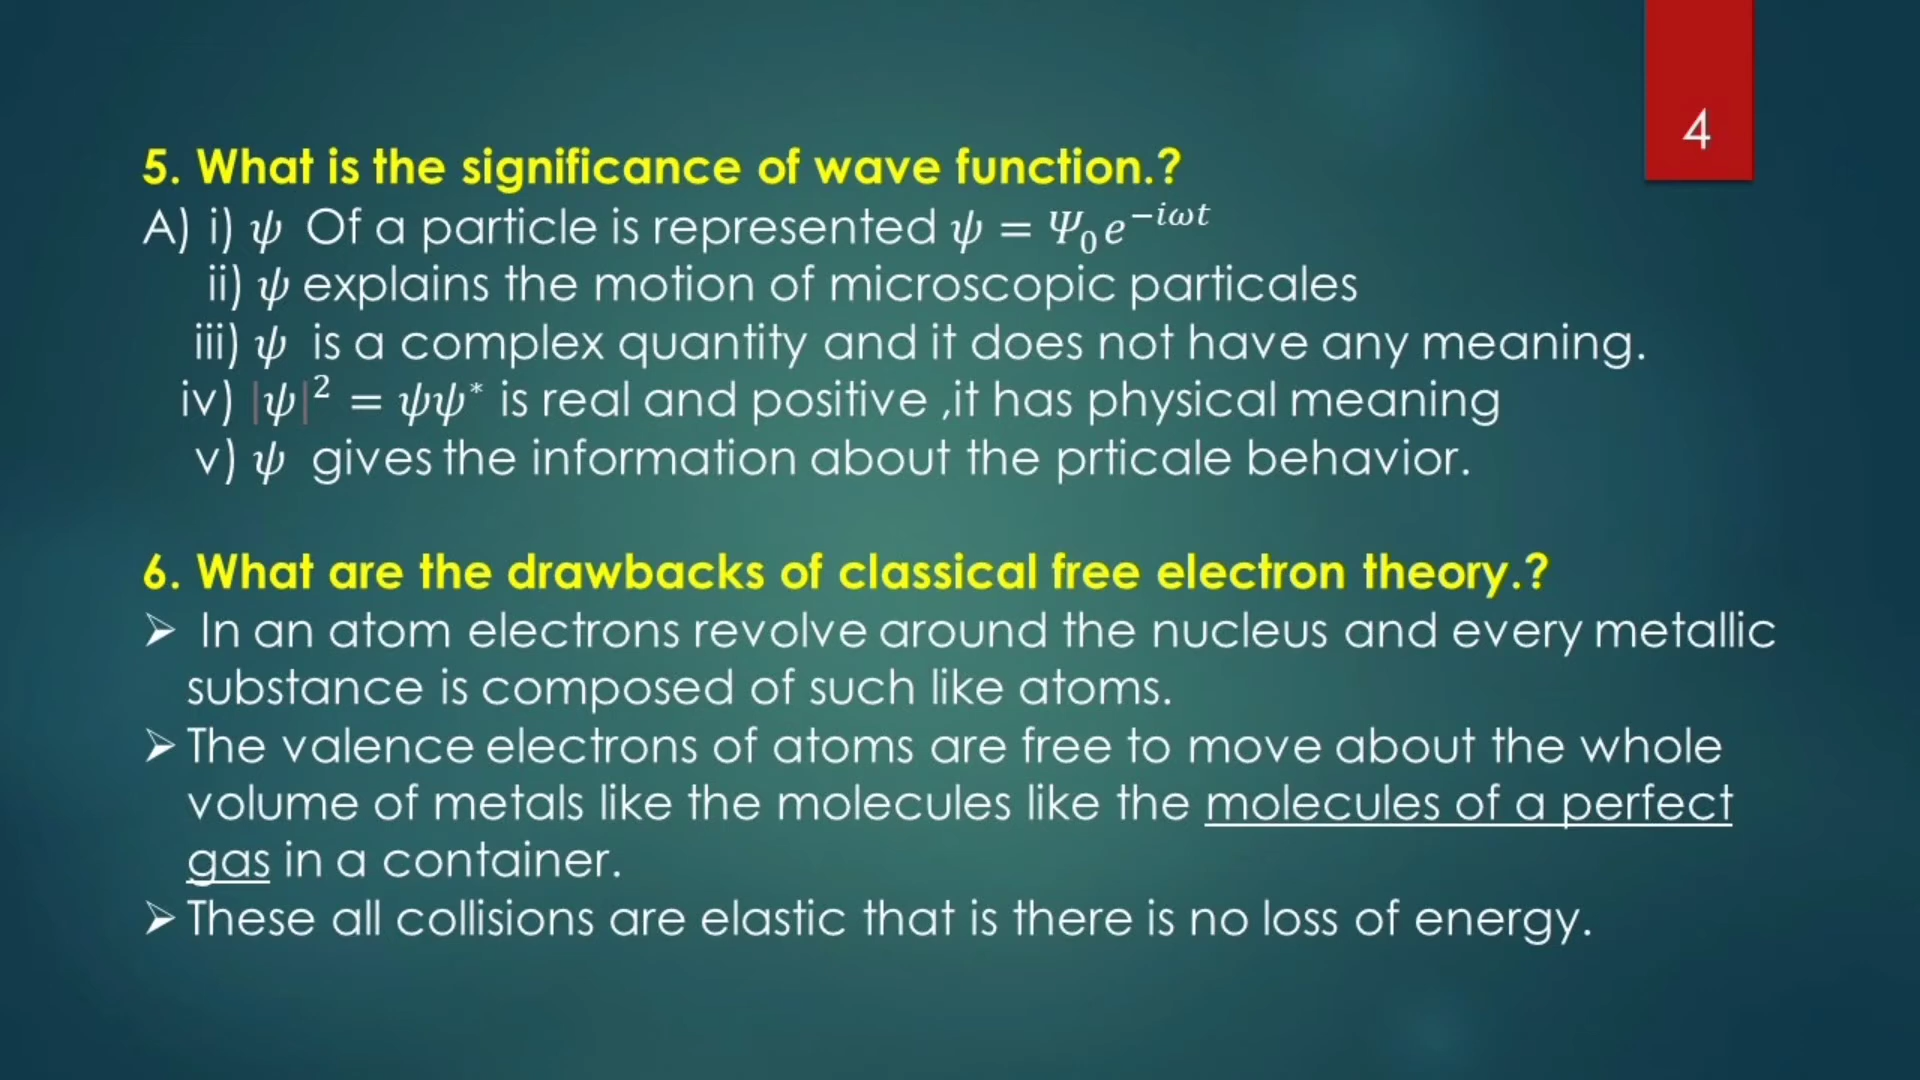 4
5. What is the significance of wave function.?
A) i) ψ Of a particle is represented ψ = Ψ₀e⁻ⁱωᵗ
ii) ψ explains the motion of microscopic particales
iii) ψ is a complex quantity and it does not have any meaning.
iv) |ψ|² = ψψ* is real and positive ,it has physical meaning
v) ψ gives the information about the prticale behavior.
6. What are the drawbacks of classical free electron theory.?
➢ In an atom electrons revolve around the nucleus and every metallic
substance is composed of such like atoms.
➢ The valence electrons of atoms are free to move about the whole
volume of metals like the molecules like the molecules of a perfect
gas in a container.
➢ These all collisions are elastic that is there is no loss of energy.